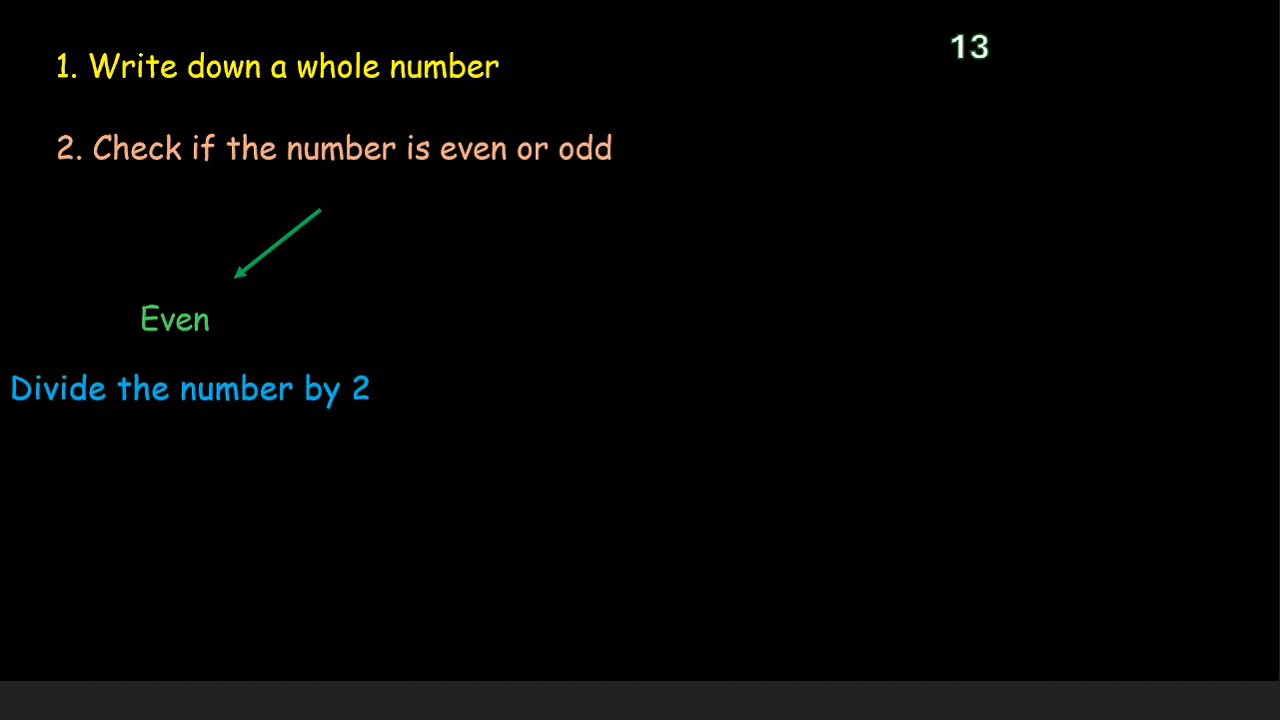 1. Write down a whole number
13
2. Check if the number is even or odd
Even
Divide the number by 2